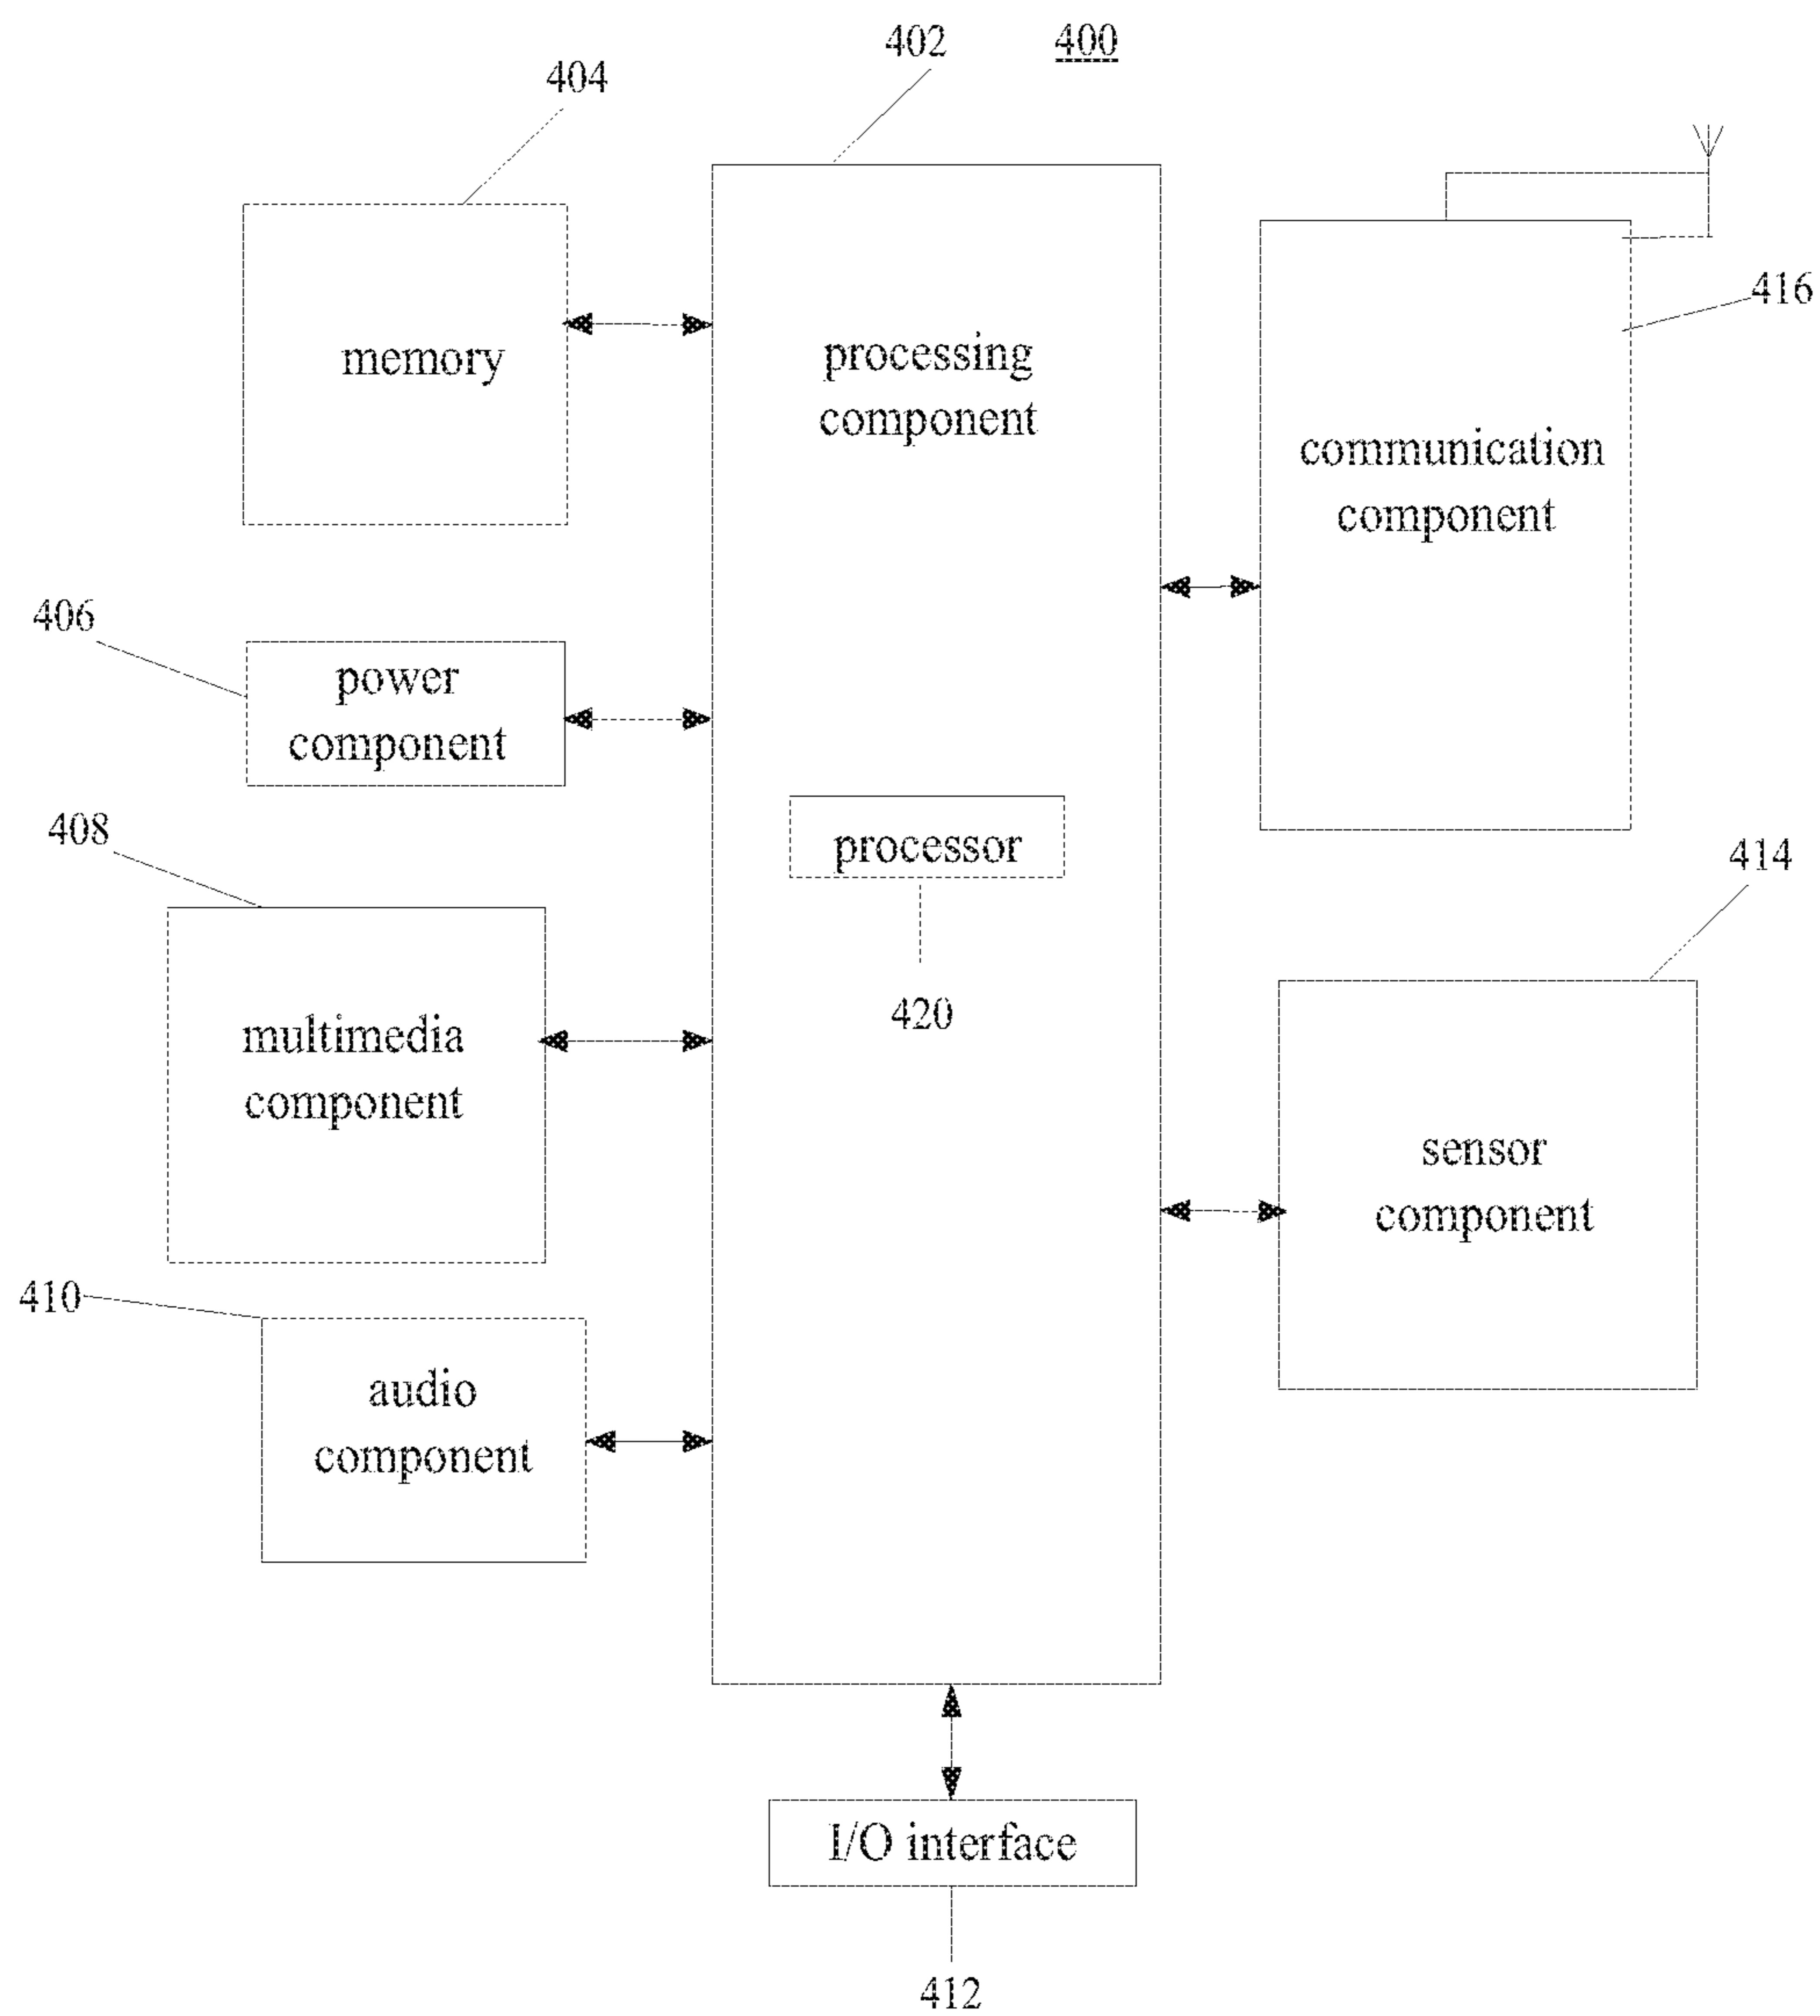 402
400
404
416
memory
processing
component
communication
component
406
power
component
408
processor
414
420
multimedia
component
sensor
component
410
audio
component
I/O interface
412